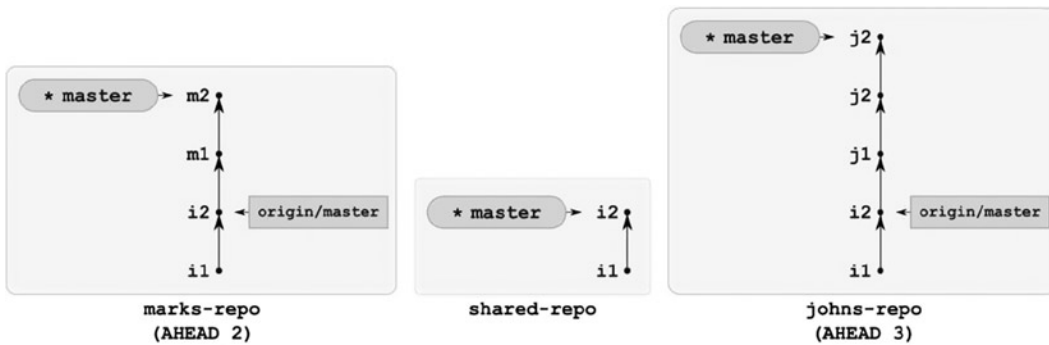 * master
m2
m1
i2
origin/master
i1
marks-repo
(AHEAD 2)
* master
i2
i1
shared-repo
* master
j2
j2
j1
i2
origin/master
i1
johns-repo
(AHEAD 3)